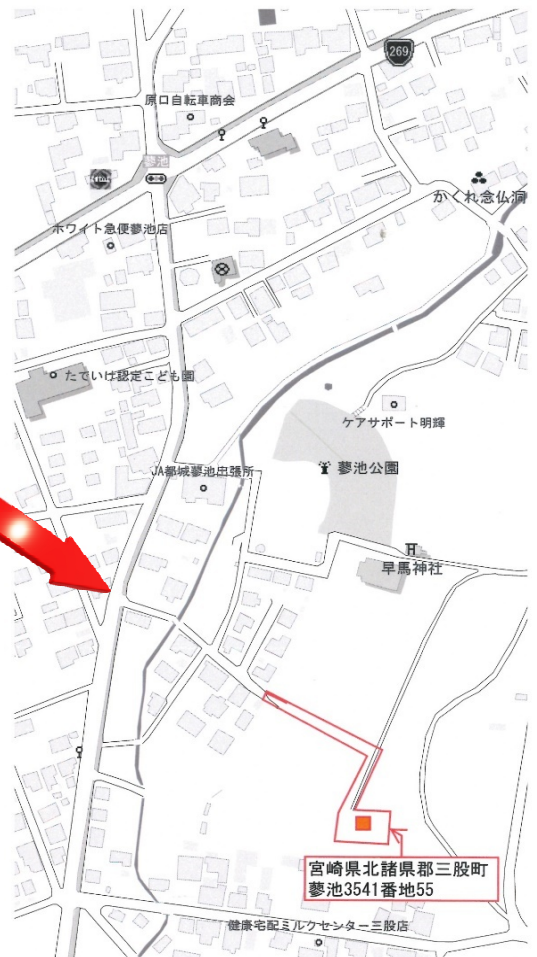 269
原口自転車商会
蓼池
かくれ念仏洞
ホワイト急便蓼池店
たでいけ認定こども園
ケアサポート明輝
JA都城蓼池出張所
蓼池公園
早馬神社
宮崎県北諸県郡三股町
蓼池3541番地55
健康宅配ミルクセンター三股店